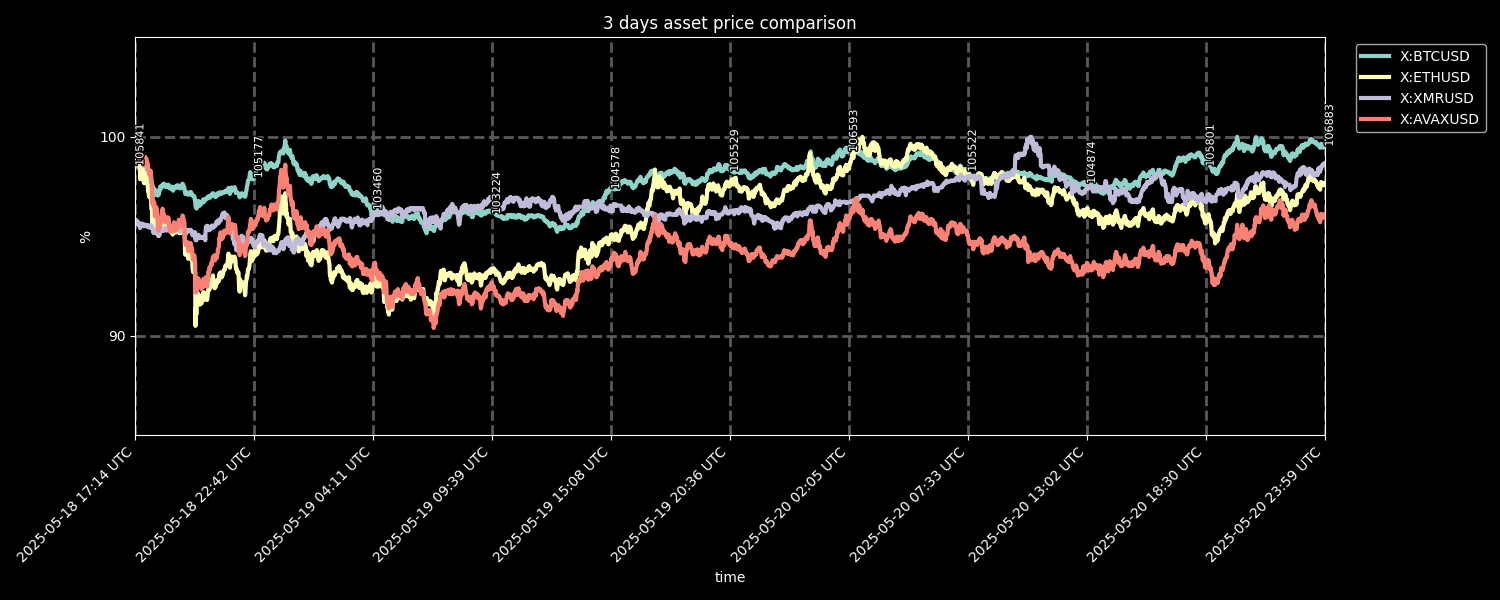 3 days asset price comparison
X:BTCUSD
X:ETHUSD
X:XMRUSD
X:AVAXUSD
100
90
%
105841
105177
103460
103224
104578
105529
106593
105522
104874
105801
106883
2025-05-18 17:14 UTC
2025-05-18 22:42 UTC
2025-05-19 04:11 UTC
2025-05-19 09:39 UTC
2025-05-19 15:08 UTC
2025-05-19 20:36 UTC
2025-05-20 02:05 UTC
2025-05-20 07:33 UTC
2025-05-20 13:02 UTC
2025-05-20 18:30 UTC
2025-05-20 23:59 UTC
time